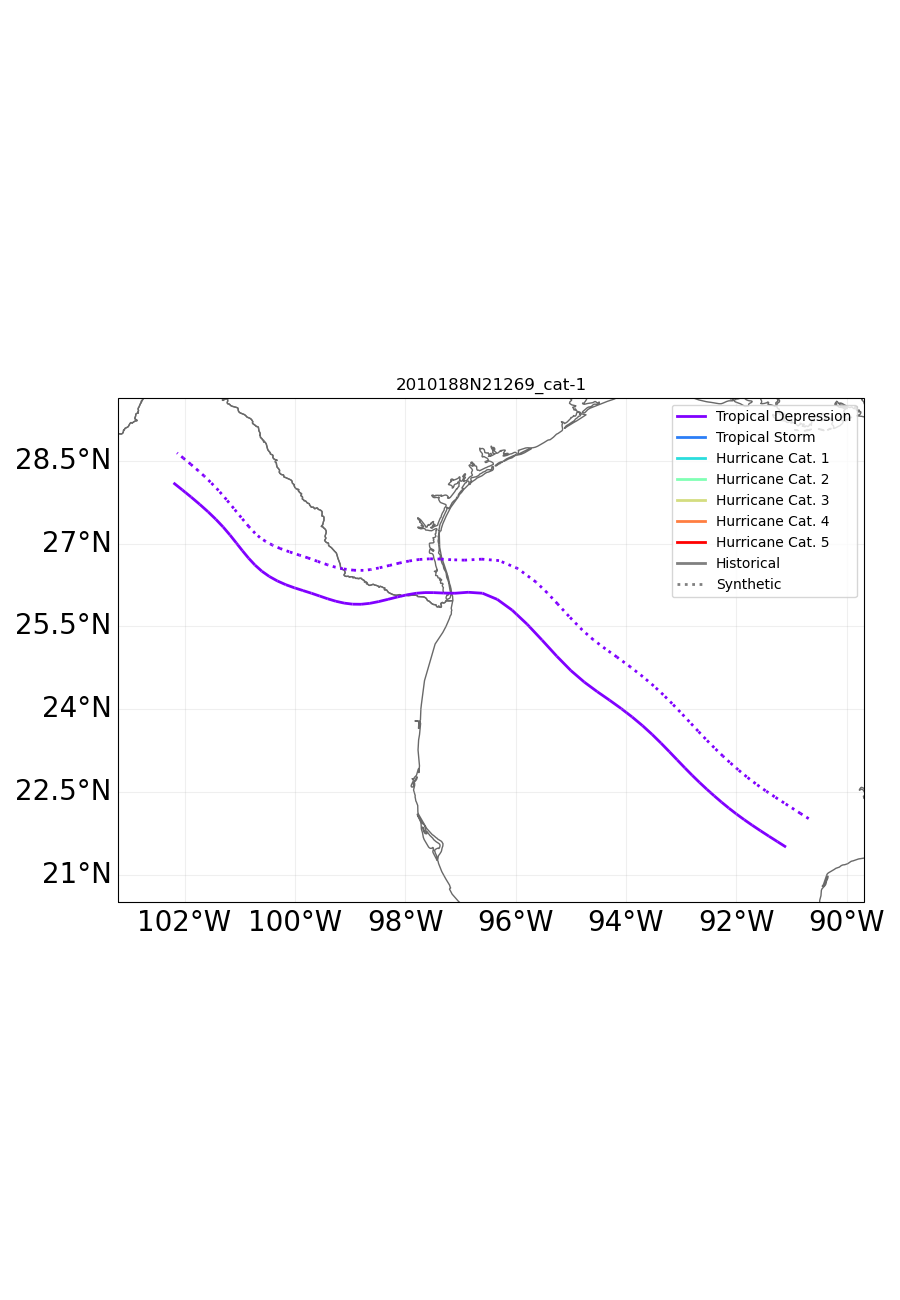 2010188N21269_cat-1
Tropical Depression
Tropical Storm
Hurricane Cat. 1
Hurricane Cat. 2
Hurricane Cat. 3
Hurricane Cat. 4
Hurricane Cat. 5
Historical
Synthetic
28.5°N
27°N
25.5°N
24°N
22.5°N
21°N
102°W 100°W 98°W 96°W 94°W 92°W 90°W